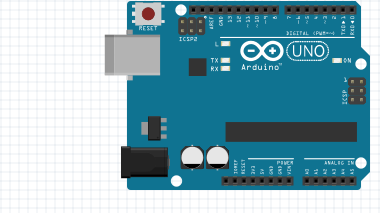 RESET
ICSP2
AREF
GND
13
12
~11
~10
~9
8
7
~6
~5
4
~3
2
TX0▶1
RX0◀0
DIGITAL (PWM~)
L
TX
RX
Arduino
UNO
ON
ICSP
1
IOREF
RESET
3V3
5V
GND
GND
VIN
POWER
ANALOG IN
A0
A1
A2
A3
A4
A5